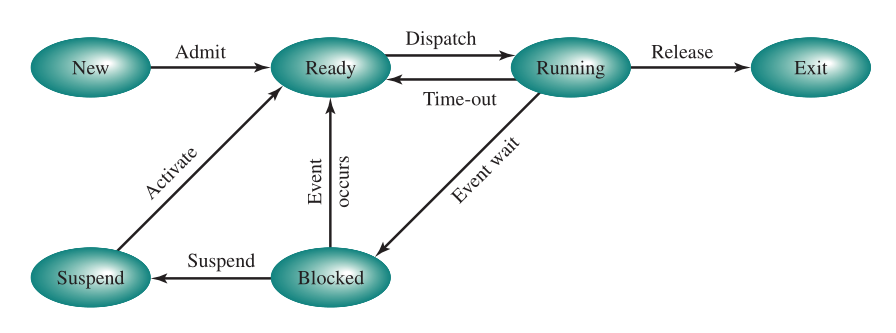 Dispatch
Admit
Release
New
Ready
Running
Exit
Time-out
Activate
Event
occurs
Event wait
Suspend
Suspend
Blocked